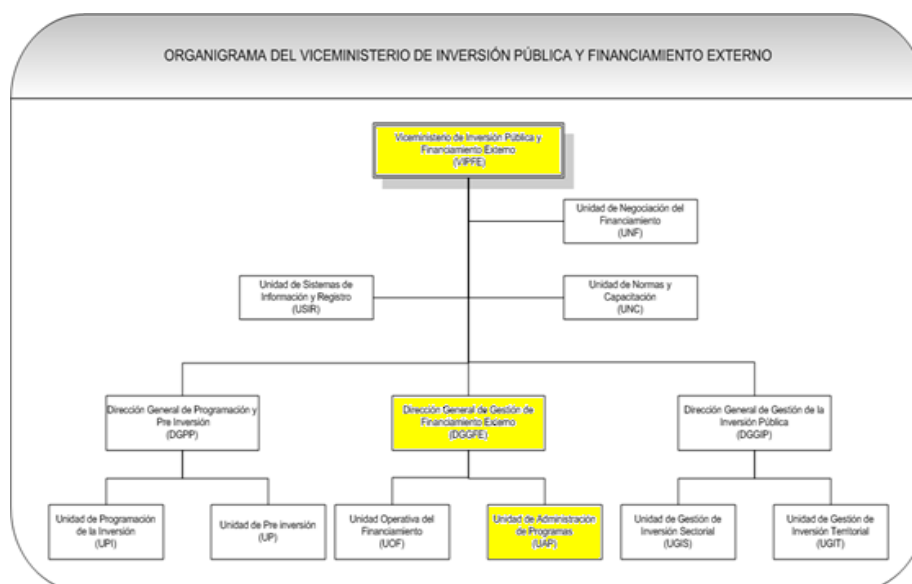 ORGANIGRAMA DEL VICEMINISTERIO DE INVERSIÓN PÚBLICA Y FINANCIAMIENTO EXTERNO
Viceministerio de Inversión Pública y
Financiamiento Externo
(VIPFE)
Unidad de Negociación del
Financiamiento
(UNF)
Unidad de Sistemas de
Información y Registro
(USIR)
Unidad de Normas y
Capacitación
(UNC)
Dirección General de Programación y
Pre Inversión
(DGPP)
Dirección General de Gestión de
Financiamiento Externo
(DGGFE)
Dirección General de Gestión de la
Inversión Pública
(DGGIP)
Unidad de Programación
de la Inversión
(UPI)
Unidad de Pre inversión
(UP)
Unidad Operativa del
Financiamiento
(UOF)
Unidad de Administración
de Programas
(UAP)
Unidad de Gestión de
Inversión Sectorial
(UGIS)
Unidad de Gestión de
Inversión Territorial
(UGIT)